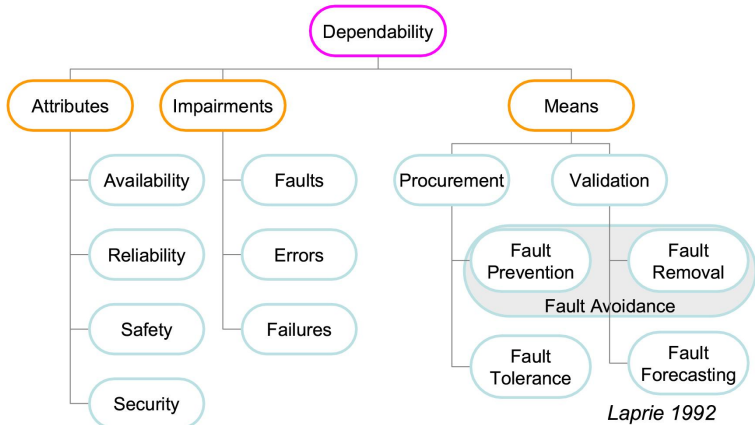 Dependability
Attributes
Impairments
Means
Availability
Faults
Procurement
Validation
Reliability
Errors
Fault
Prevention
Fault
Removal
Fault Avoidance
Safety
Failures
Fault
Tolerance
Fault
Forecasting
Security
Laprie 1992